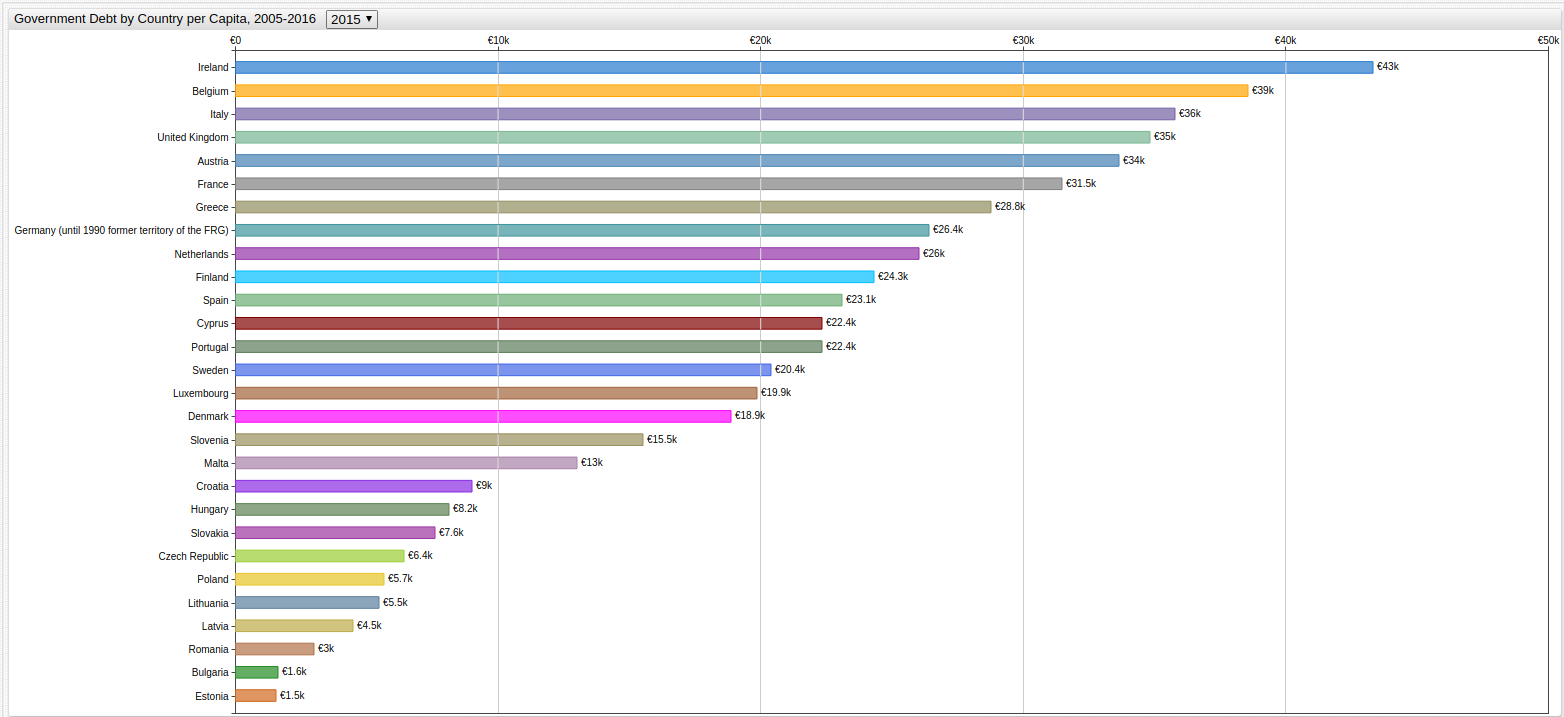 Government Debt by Country per Capita, 2005-2016 2015 ▼
€0 €10k €20k €30k €40k €50k
Ireland €43k
Belgium €39k
Italy €36k
United Kingdom €35k
Austria €34k
France €31.5k
Greece €28.8k
Germany (until 1990 former territory of the FRG) €26.4k
Netherlands €26k
Finland €24.3k
Spain €23.1k
Cyprus €22.4k
Portugal €22.4k
Sweden €20.4k
Luxembourg €19.9k
Denmark €18.9k
Slovenia €15.5k
Malta €13k
Croatia €9k
Hungary €8.2k
Slovakia €7.6k
Czech Republic €6.4k
Poland €5.7k
Lithuania €5.5k
Latvia €4.5k
Romania €3k
Bulgaria €1.6k
Estonia €1.5k